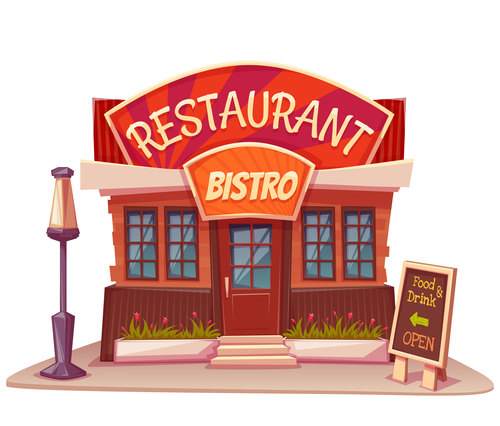 RESTAURANT
BISTRO
Food &
Drink
OPEN